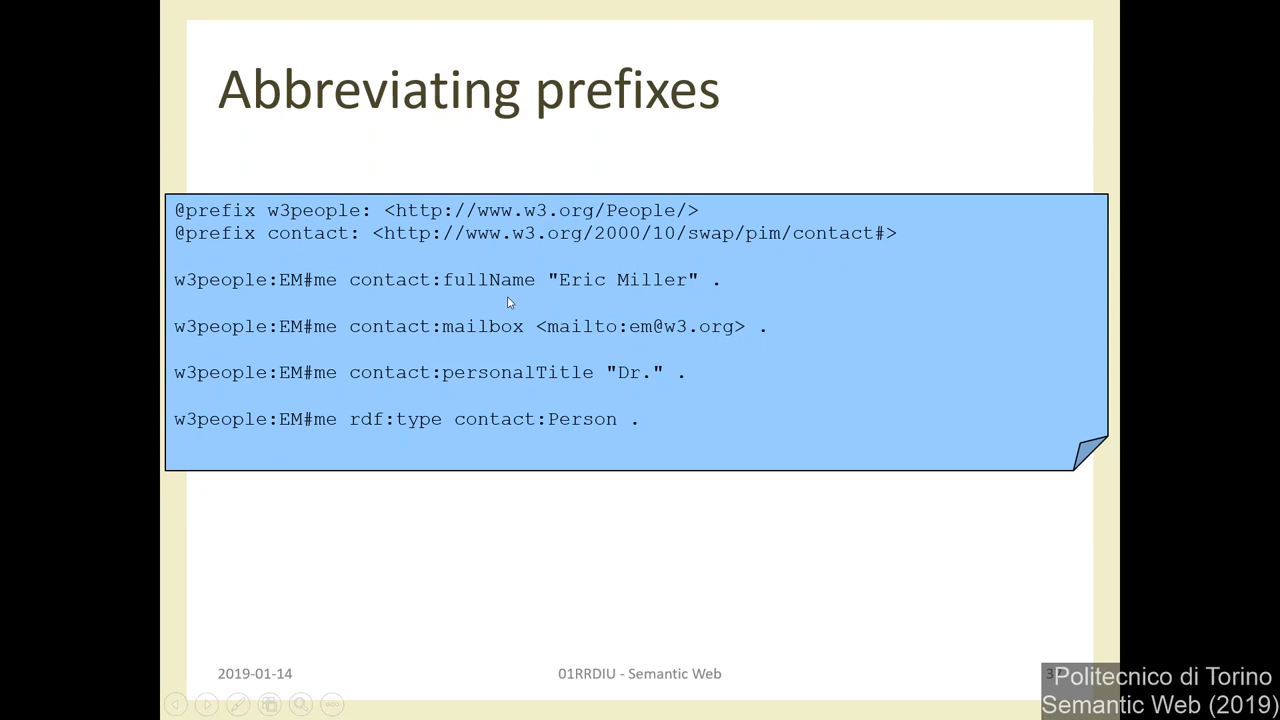 Abbreviating prefixes
@prefix w3people: <http://www.w3.org/People/>
@prefix contact: <http://www.w3.org/2000/10/swap/pim/contact#>
w3people:EM#me contact:fullName "Eric Miller" .
w3people:EM#me contact:mailbox <mailto:em@w3.org> .
w3people:EM#me contact:personalTitle "Dr." .
w3people:EM#me rdf:type contact:Person .
2019-01-14
01RRDIU - Semantic Web
Politecnico di Torino
Semantic Web (2019)